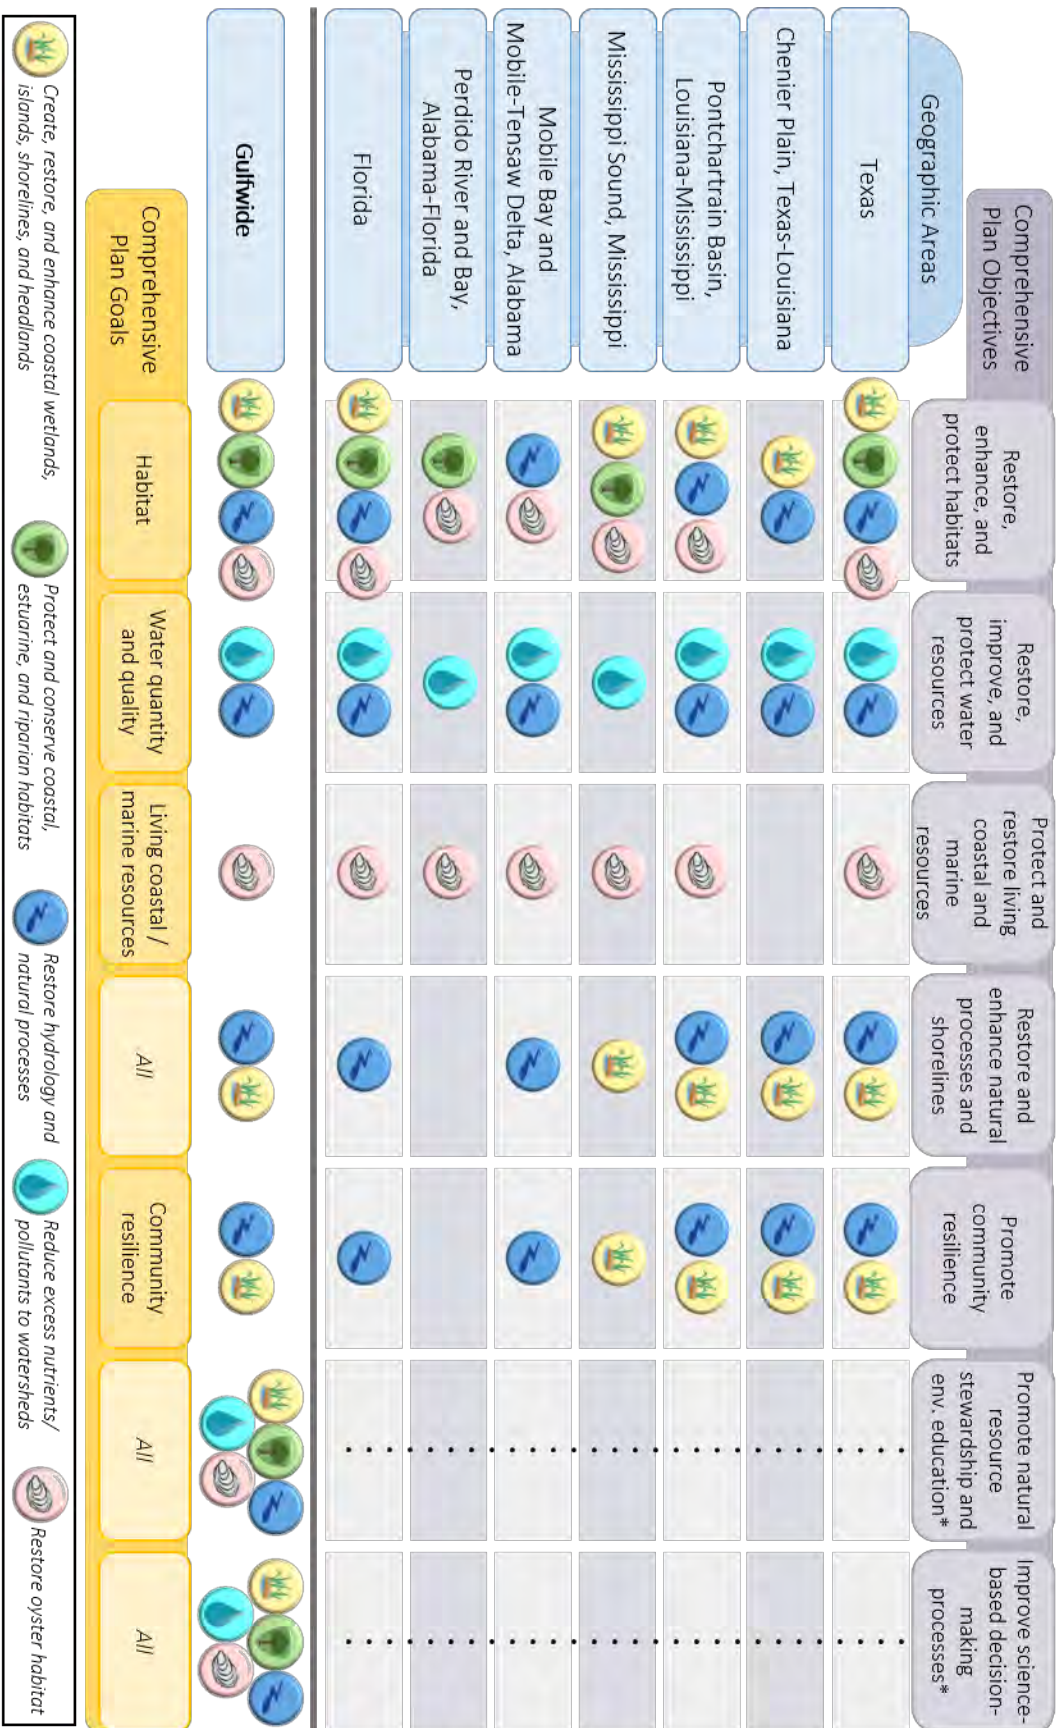 Comprehensive
Plan Objectives
Restore,
enhance, and
protect habitats
Restore,
improve, and
protect water
resources
Protect and
restore living
coastal and
marine
resources
Restore and
enhance natural
processes and
shorelines
Promote
community
resilience
Promote natural
resource
stewardship and
env. education*
Improve science-
based decision-
making
processes*
Geographic Areas
Texas
Chenier Plain, Texas-Louisiana
Pontchartrain Basin,
Louisiana-Mississippi
Mississippi Sound, Mississippi
Mobile Bay and
Mobile-Tensaw Delta, Alabama
Perdido River and Bay,
Alabama-Florida
Florida
Gulfwide
Comprehensive
Plan Goals
Habitat
Water quantity
and quality
Living coastal /
marine resources
All
Community
resilience
All
All
Create, restore, and enhance coastal wetlands,
islands, shorelines, and headlands
Protect and conserve coastal,
estuarine, and riparian habitats
Restore hydrology and
natural processes
Reduce excess nutrients/
pollutants to watersheds
Restore oyster habitat